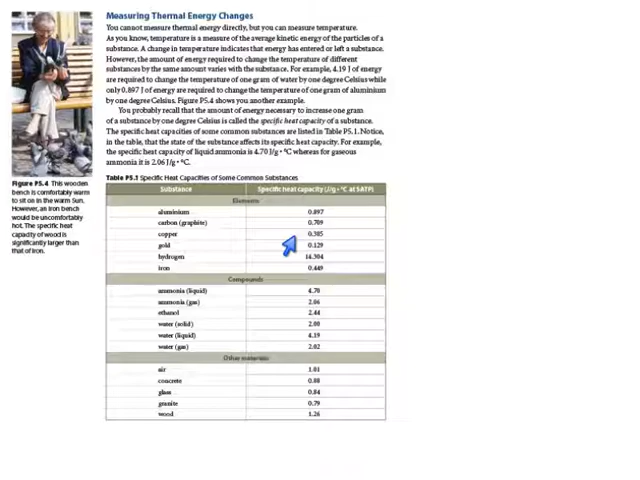 Measuring Thermal Energy Changes
You cannot measure thermal energy directly, but you can measure temperature.
As you know, temperature is a measure of the average kinetic energy of the particles of a
substance. A change in temperature indicates that energy has entered or left a substance.
However, the amount of energy required to change the temperature of different
substances by the same amount varies with the substance. For example, 4.19 J of energy
are required to change the temperature of one gram of water by one degree Celsius while
only 0.897 J of energy are required to change the temperature of one gram of aluminium
by one degree Celsius. Figure P5.4 shows you another example.
You probably recall that the amount of energy necessary to increase one gram
of a substance by one degree Celsius is called the specific heat capacity of a substance.
The specific heat capacities of some common substances are listed in Table P5.1. Notice,
in the table, that the state of the substance affects its specific heat capacity. For example,
the specific heat capacity of liquid ammonia is 4.70 J/g • °C whereas for gaseous
ammonia it is 2.06 J/g • °C.
Figure P5.4 This wooden
bench is comfortably warm
to sit on in the warm Sun.
However, an iron bench
would be uncomfortably
hot. The specific heat
capacity of wood is
significantly larger than
that of iron.
Table P5.1 Specific Heat Capacities of Some Common Substances
Substance Specific heat capacity (J/g • °C at SATP)
Elements
aluminium 0.897
carbon (graphite) 0.709
copper 0.385
gold 0.129
hydrogen 14.304
iron 0.449
Compounds
ammonia (liquid) 4.70
ammonia (gas) 2.06
ethanol 2.44
water (solid) 2.00
water (liquid) 4.19
water (gas) 2.02
Other materials
air 1.01
concrete 0.88
glass 0.84
granite 0.79
wood 1.26